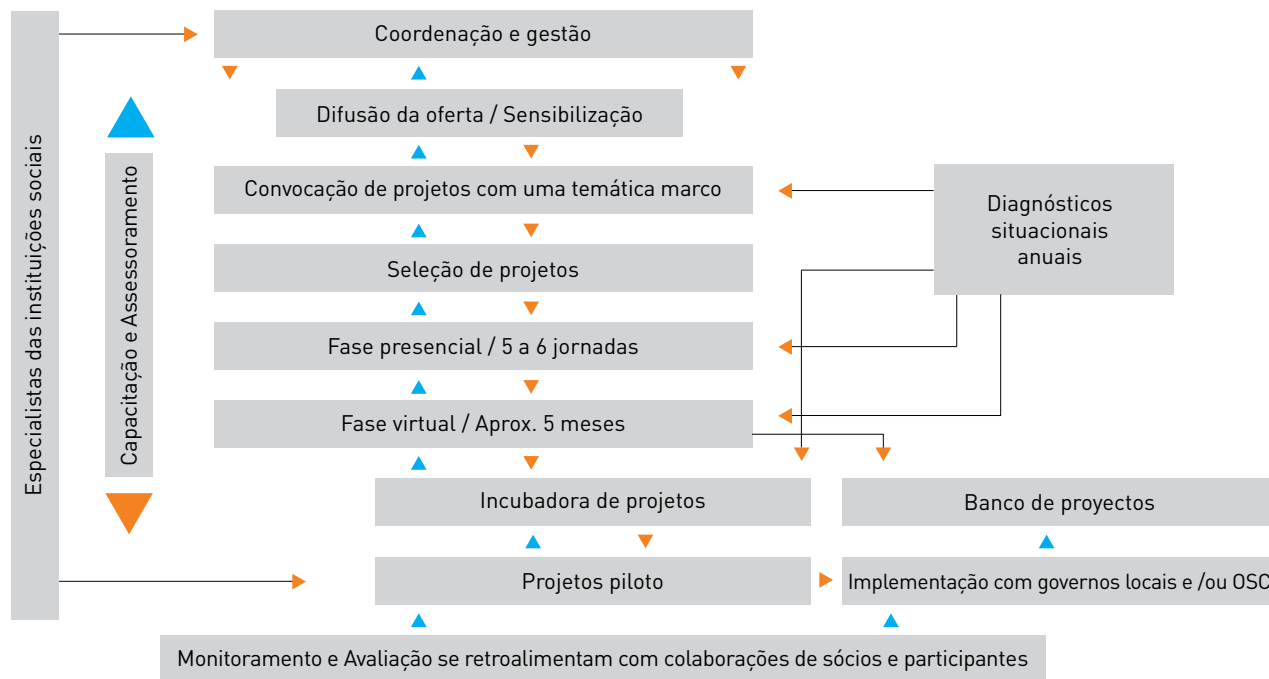 Especialistas das instituições sociais
Capacitação e Assessoramento
Coordenação e gestão
Difusão da oferta / Sensibilização
Convocação de projetos com uma temática marco
Seleção de projetos
Fase presencial / 5 a 6 jornadas
Fase virtual / Aprox. 5 meses
Diagnósticos
situacionais
anuais
Incubadora de projetos
Banco de proyectos
Projetos piloto
Implementação com governos locais e /ou OSC
Monitoramento e Avaliação se retroalimentam com colaborações de sócios e participantes